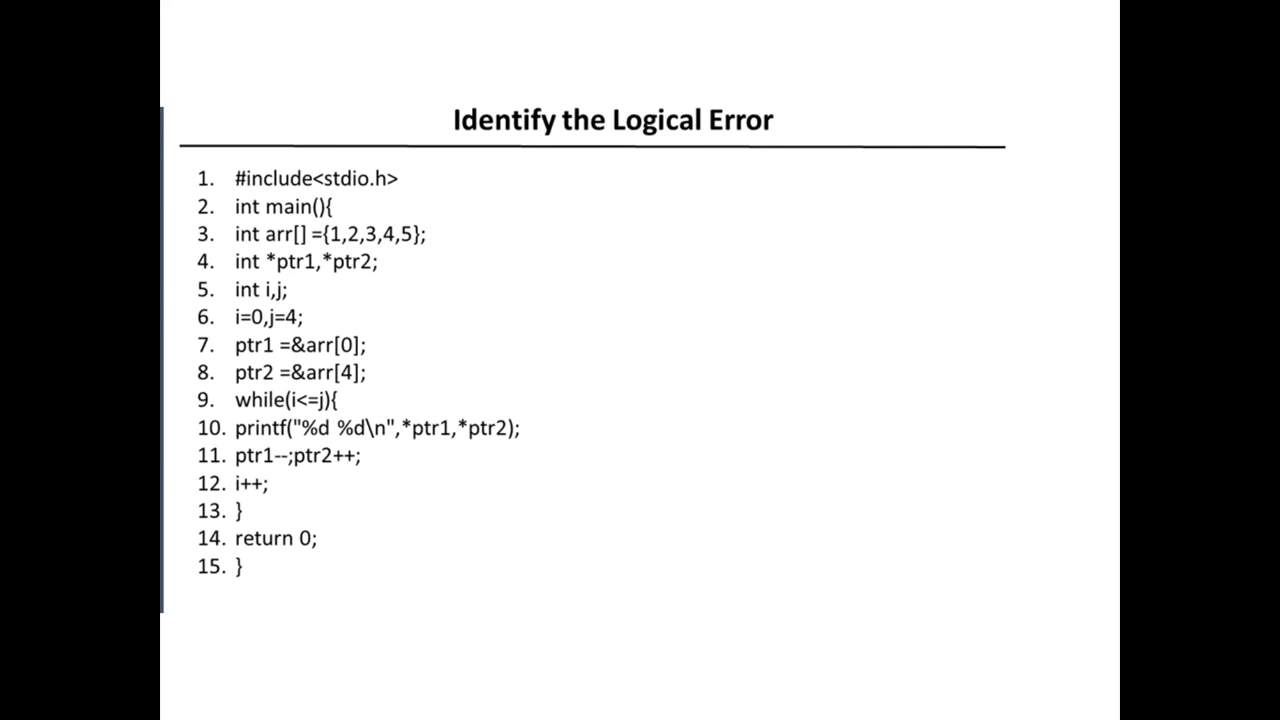 Identify the Logical Error
1. #include<stdio.h>
2. int main(){
3. int arr[] ={1,2,3,4,5};
4. int *ptr1,*ptr2;
5. int i,j;
6. i=0,j=4;
7. ptr1 =&arr[0];
8. ptr2 =&arr[4];
9. while(i<=j){
10. printf("%d %d\n",*ptr1,*ptr2);
11. ptr1--;ptr2++;
12. i++;
13. }
14. return 0;
15. }